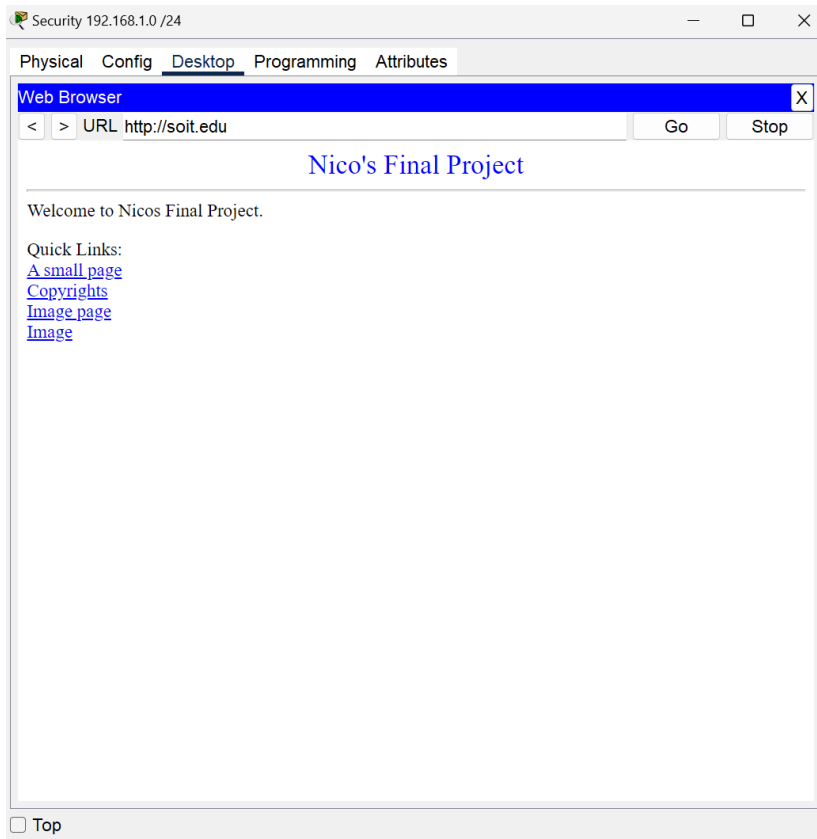 Security 192.168.1.0 /24
Physical Config Desktop Programming Attributes
Web Browser X
< > URL http://soit.edu Go Stop
Nico's Final Project
Welcome to Nicos Final Project.
Quick Links:
A small page
Copyrights
Image page
Image
Top